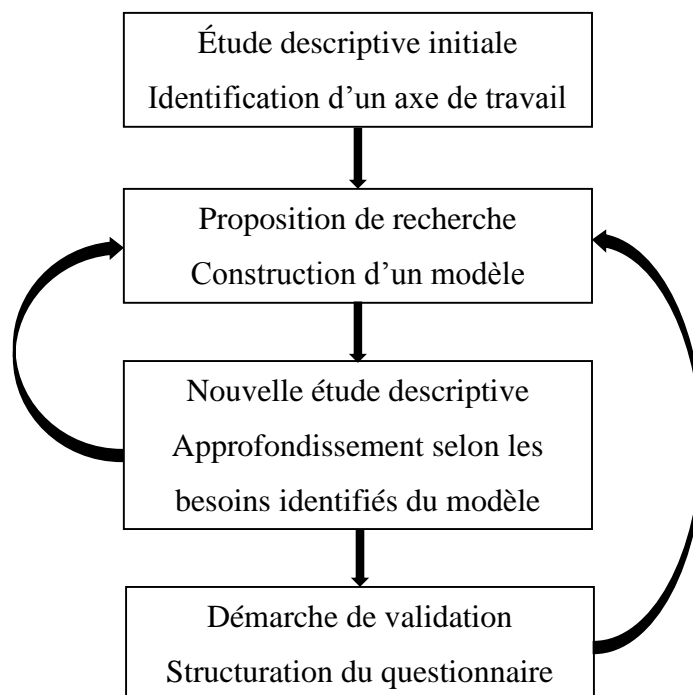 Étude descriptive initiale
Identification d’un axe de travail
Proposition de recherche
Construction d’un modèle
Nouvelle étude descriptive
Approfondissement selon les
besoins identifiés du modèle
Démarche de validation
Structuration du questionnaire